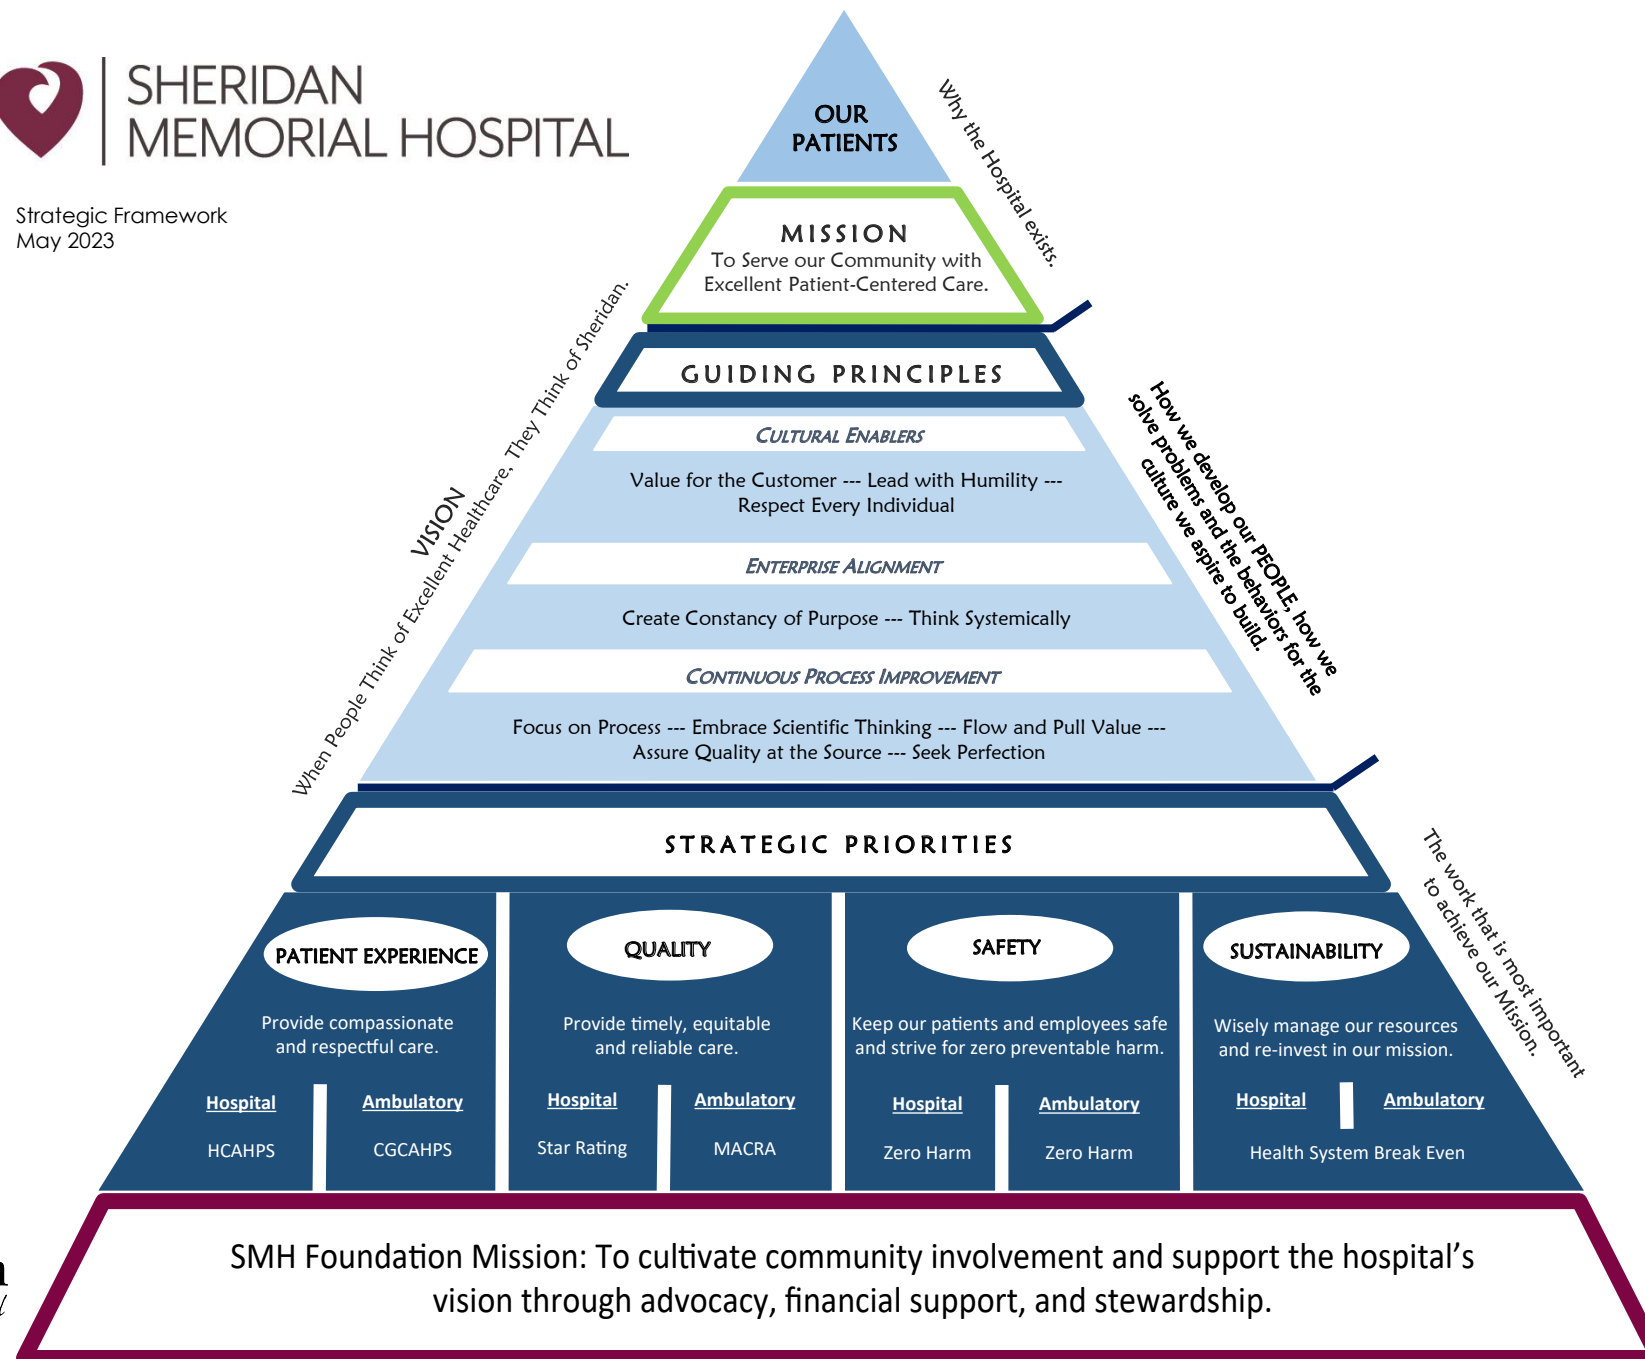 SHERIDAN
MEMORIAL HOSPITAL
Strategic Framework
May 2023
OUR
PATIENTS
Why the Hospital exists.
MISSION
To Serve our Community with
Excellent Patient-Centered Care.
VISION
When People Think of Excellent Healthcare, They Think of Sheridan.
GUIDING PRINCIPLES
CULTURAL ENABLERS
Value for the Customer --- Lead with Humility ---
Respect Every Individual
ENTERPRISE ALIGNMENT
Create Constancy of Purpose --- Think Systemically
CONTINUOUS PROCESS IMPROVEMENT
Focus on Process --- Embrace Scientific Thinking --- Flow and Pull Value ---
Assure Quality at the Source --- Seek Perfection
How we develop our PEOPLE, how we
solve problems and the behaviors for the
culture we aspire to build.
STRATEGIC PRIORITIES
The work that is most important
to achieve our Mission.
PATIENT EXPERIENCE
Provide compassionate
and respectful care.
Hospital
HCAHPS
Ambulatory
CGCAHPS
QUALITY
Provide timely, equitable
and reliable care.
Hospital
Star Rating
Ambulatory
MACRA
SAFETY
Keep our patients and employees safe
and strive for zero preventable harm.
Hospital
Zero Harm
Ambulatory
Zero Harm
SUSTAINABILITY
Wisely manage our resources
and re-invest in our mission.
Hospital
Ambulatory
Health System Break Even
SMH Foundation Mission: To cultivate community involvement and support the hospital’s
vision through advocacy, financial support, and stewardship.